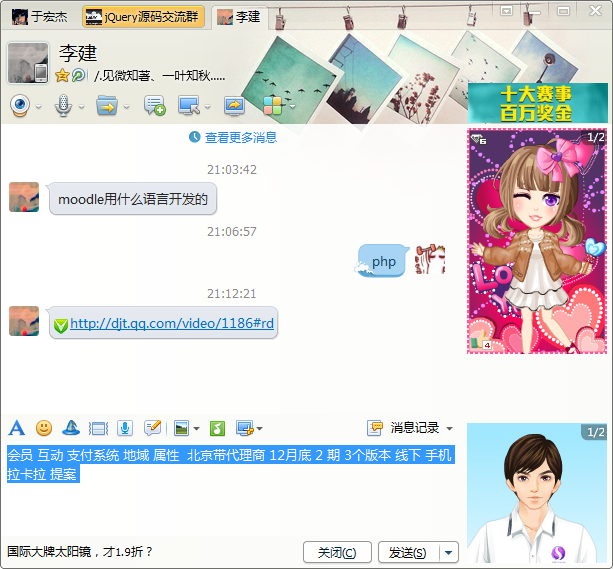 于宏杰
jQuery源码交流群
李建
李建
/.见微知著、一叶知秋.....
十大赛事
百万奖金
查看更多消息
21:03:42
moodle用什么语言开发的
21:06:57
php
21:12:21
http://djt.qq.com/video/1186#rd
1/2
6
4
消息记录
会员 互动 支付系统 地域 属性 北京带代理商 12月底 2 期 3个版本 线下 手机
拉卡拉 提案
1/2
国际大牌太阳镜，才1.9折？
关闭(C)
发送(S)